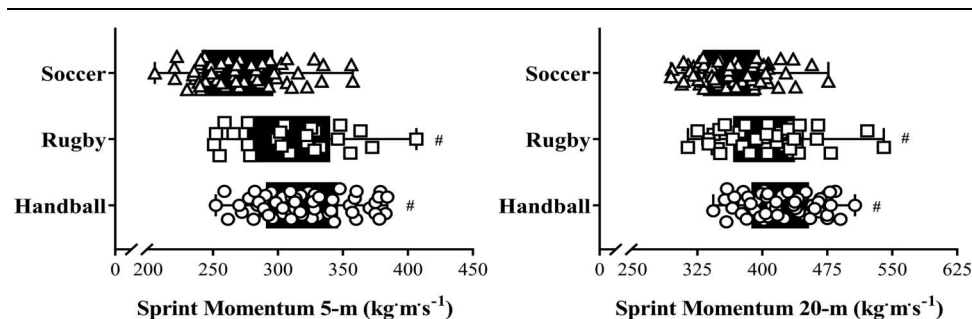 Soccer
Rugby
Handball
#
#
0 200 250 300 350 400 450
Sprint Momentum 5-m (kg·m·s⁻¹)
Soccer
Rugby
Handball
#
#
0 250 325 400 475 550 625
Sprint Momentum 20-m (kg·m·s⁻¹)